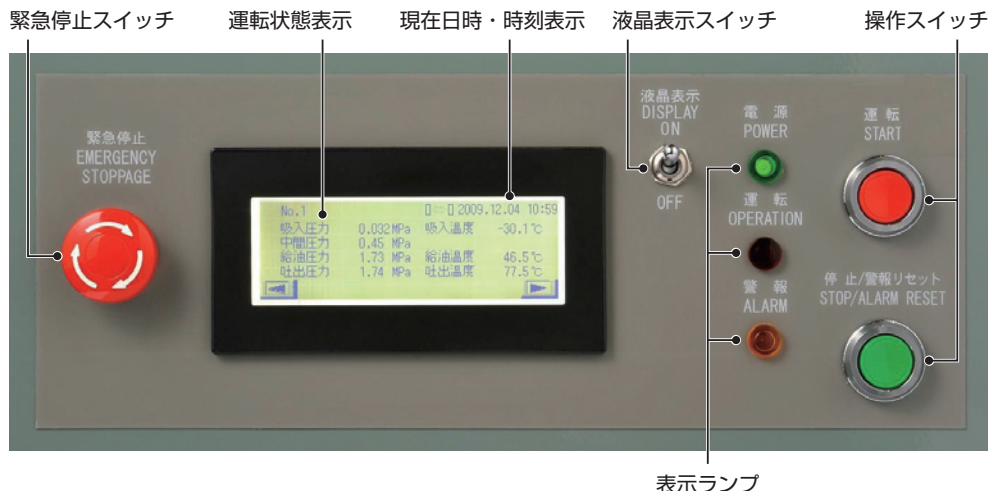 緊急停止スイッチ
運転状態表示
現在日時・時刻表示
液晶表示スイッチ
操作スイッチ
緊急停止
EMERGENCY
STOPPAGE
No.1
2009.12.04 10:59
吸入圧力 0.032 MPa 吸入温度 -30.1℃
中間圧力 0.45 MPa
給油圧力 1.73 MPa 給油温度 46.5℃
吐出圧力 1.74 MPa 吐出温度 77.5℃
液晶表示
DISPLAY
ON
OFF
電源
POWER
運転
OPERATION
警報
ALARM
運転
START
停止/警報リセット
STOP/ALARM RESET
表示ランプ